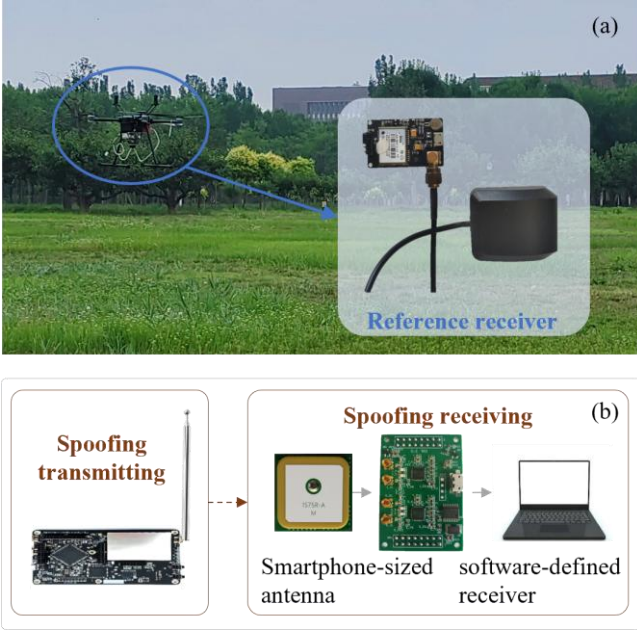 (a)
Reference receiver
(b)
Spoofing
transmitting
Spoofing receiving
1575R-A
M
Smartphone-sized
antenna
software-defined
receiver